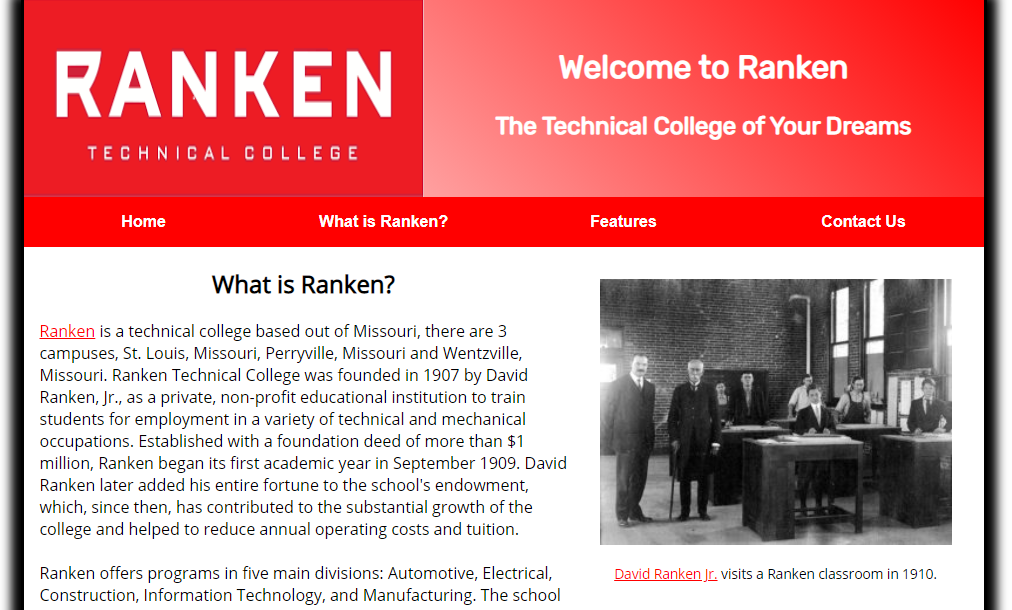 RANKEN
TECHNICAL COLLEGE
Welcome to Ranken
The Technical College of Your Dreams
Home
What is Ranken?
Features
Contact Us
What is Ranken?
Ranken is a technical college based out of Missouri, there are 3
campuses, St. Louis, Missouri, Perryville, Missouri and Wentzville,
Missouri. Ranken Technical College was founded in 1907 by David
Ranken, Jr., as a private, non-profit educational institution to train
students for employment in a variety of technical and mechanical
occupations. Established with a foundation deed of more than $1
million, Ranken began its first academic year in September 1909. David
Ranken later added his entire fortune to the school's endowment,
which, since then, has contributed to the substantial growth of the
college and helped to reduce annual operating costs and tuition.
Ranken offers programs in five main divisions: Automotive, Electrical,
Construction, Information Technology, and Manufacturing. The school
David Ranken Jr. visits a Ranken classroom in 1910.